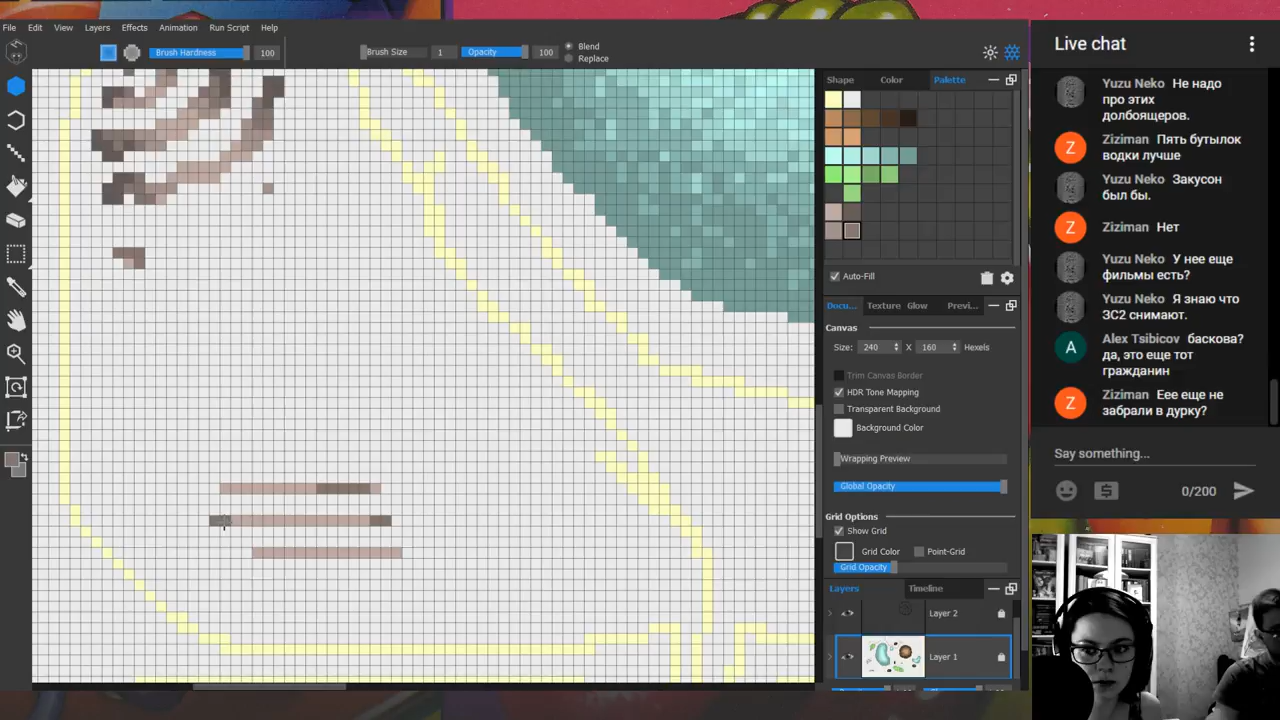 File Edit View Layers Effects Animation Run Script Help
Brush Hardness 100 Brush Size 1 Opacity 100 Blend
Replace
Shape Color Palette
Auto-Fill
Docu... Texture Glow Previ...
Canvas
Size: 240 X 160 Hexels
Trim Canvas Border
HDR Tone Mapping
Transparent Background
Background Color
Wrapping Preview
Global Opacity
Grid Options
Show Grid
Grid Color Point-Grid
Grid Opacity
Layers Timeline
Layer 2
Layer 1
Live chat
Yuzu Neko Не надо
про этих
долбоящеров.
Z Ziziman Пять бутылок
водки лучше
Yuzu Neko Закусон
был бы.
Z Ziziman Нет
Yuzu Neko У нее еще
фильмы есть?
Yuzu Neko Я знаю что
ЗС2 снимают.
A Alex Tsibicov баскова?
да, это еще тот
гражданин
Z Ziziman Еее еще не
забрали в дурку?
Say something...
0/200